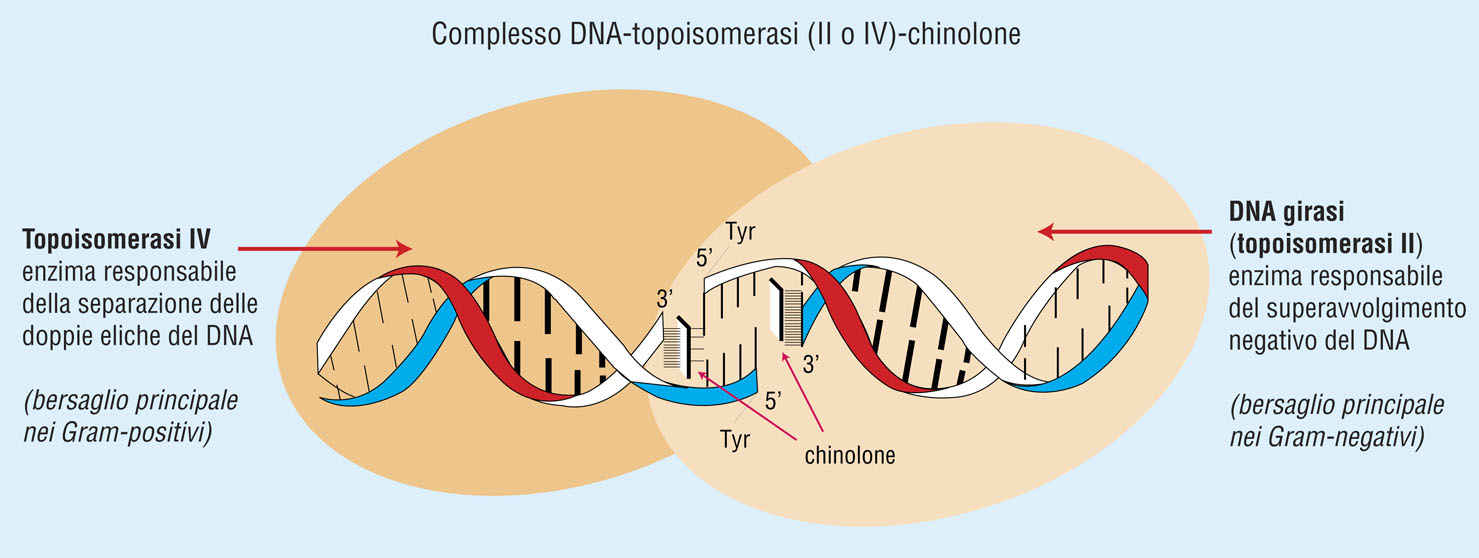 Complesso DNA-topoisomerasi (II o IV)-chinolone
Topoisomerasi IV
enzima responsabile
della separazione delle
doppie eliche del DNA
(bersaglio principale
nei Gram-positivi)
Tyr
5’
3’
3’
5’
Tyr
chinolone
DNA girasi
(topoisomerasi II)
enzima responsabile
del superavvolgimento
negativo del DNA
(bersaglio principale
nei Gram-negativi)